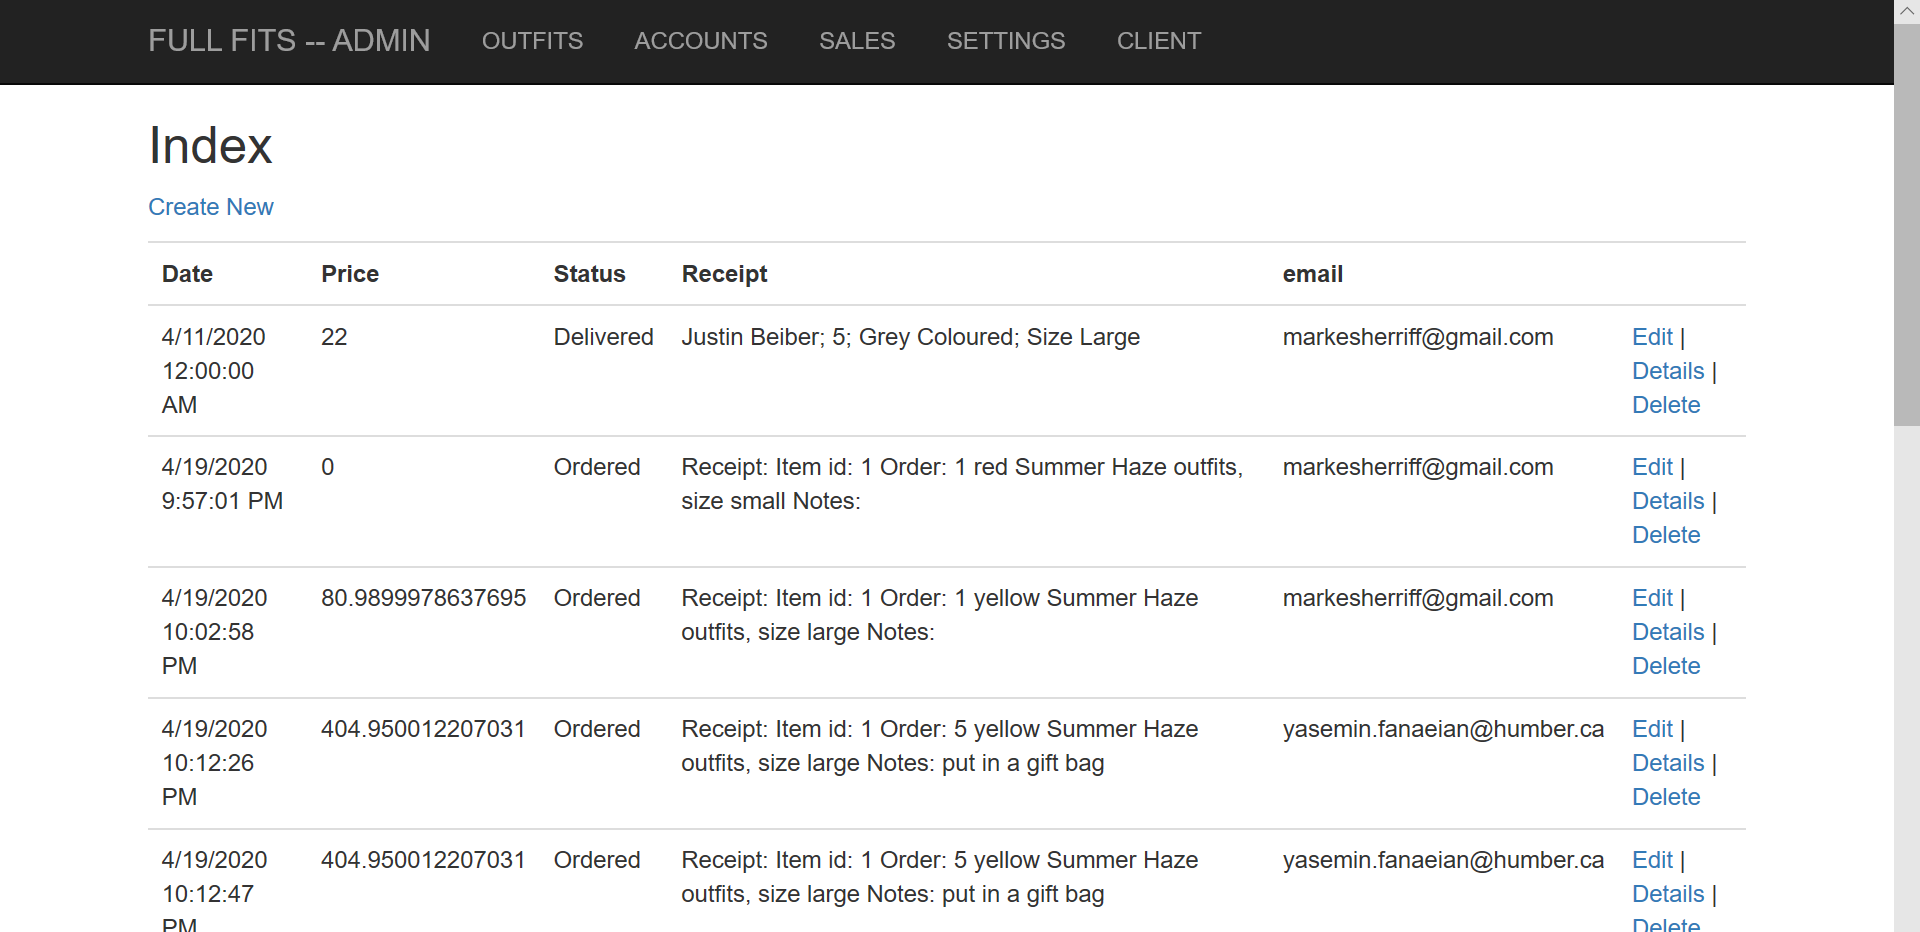 FULL FITS -- ADMIN OUTFITS ACCOUNTS SALES SETTINGS CLIENT
Index
Create New
Date Price Status Receipt email
4/11/2020 22 Delivered Justin Beiber; 5; Grey Coloured; Size Large markesherriff@gmail.com Edit |
12:00:00 Details |
AM Delete
4/19/2020 0 Ordered Receipt: Item id: 1 Order: 1 red Summer Haze outfits, markesherriff@gmail.com Edit |
9:57:01 PM size small Notes: Details |
Delete
4/19/2020 80.9899978637695 Ordered Receipt: Item id: 1 Order: 1 yellow Summer Haze markesherriff@gmail.com Edit |
10:02:58 outfits, size large Notes: Details |
PM Delete
4/19/2020 404.950012207031 Ordered Receipt: Item id: 1 Order: 5 yellow Summer Haze yasemin.fanaeian@humber.ca Edit |
10:12:26 outfits, size large Notes: put in a gift bag Details |
PM Delete
4/19/2020 404.950012207031 Ordered Receipt: Item id: 1 Order: 5 yellow Summer Haze yasemin.fanaeian@humber.ca Edit |
10:12:47 outfits, size large Notes: put in a gift bag Details |
PM Delete